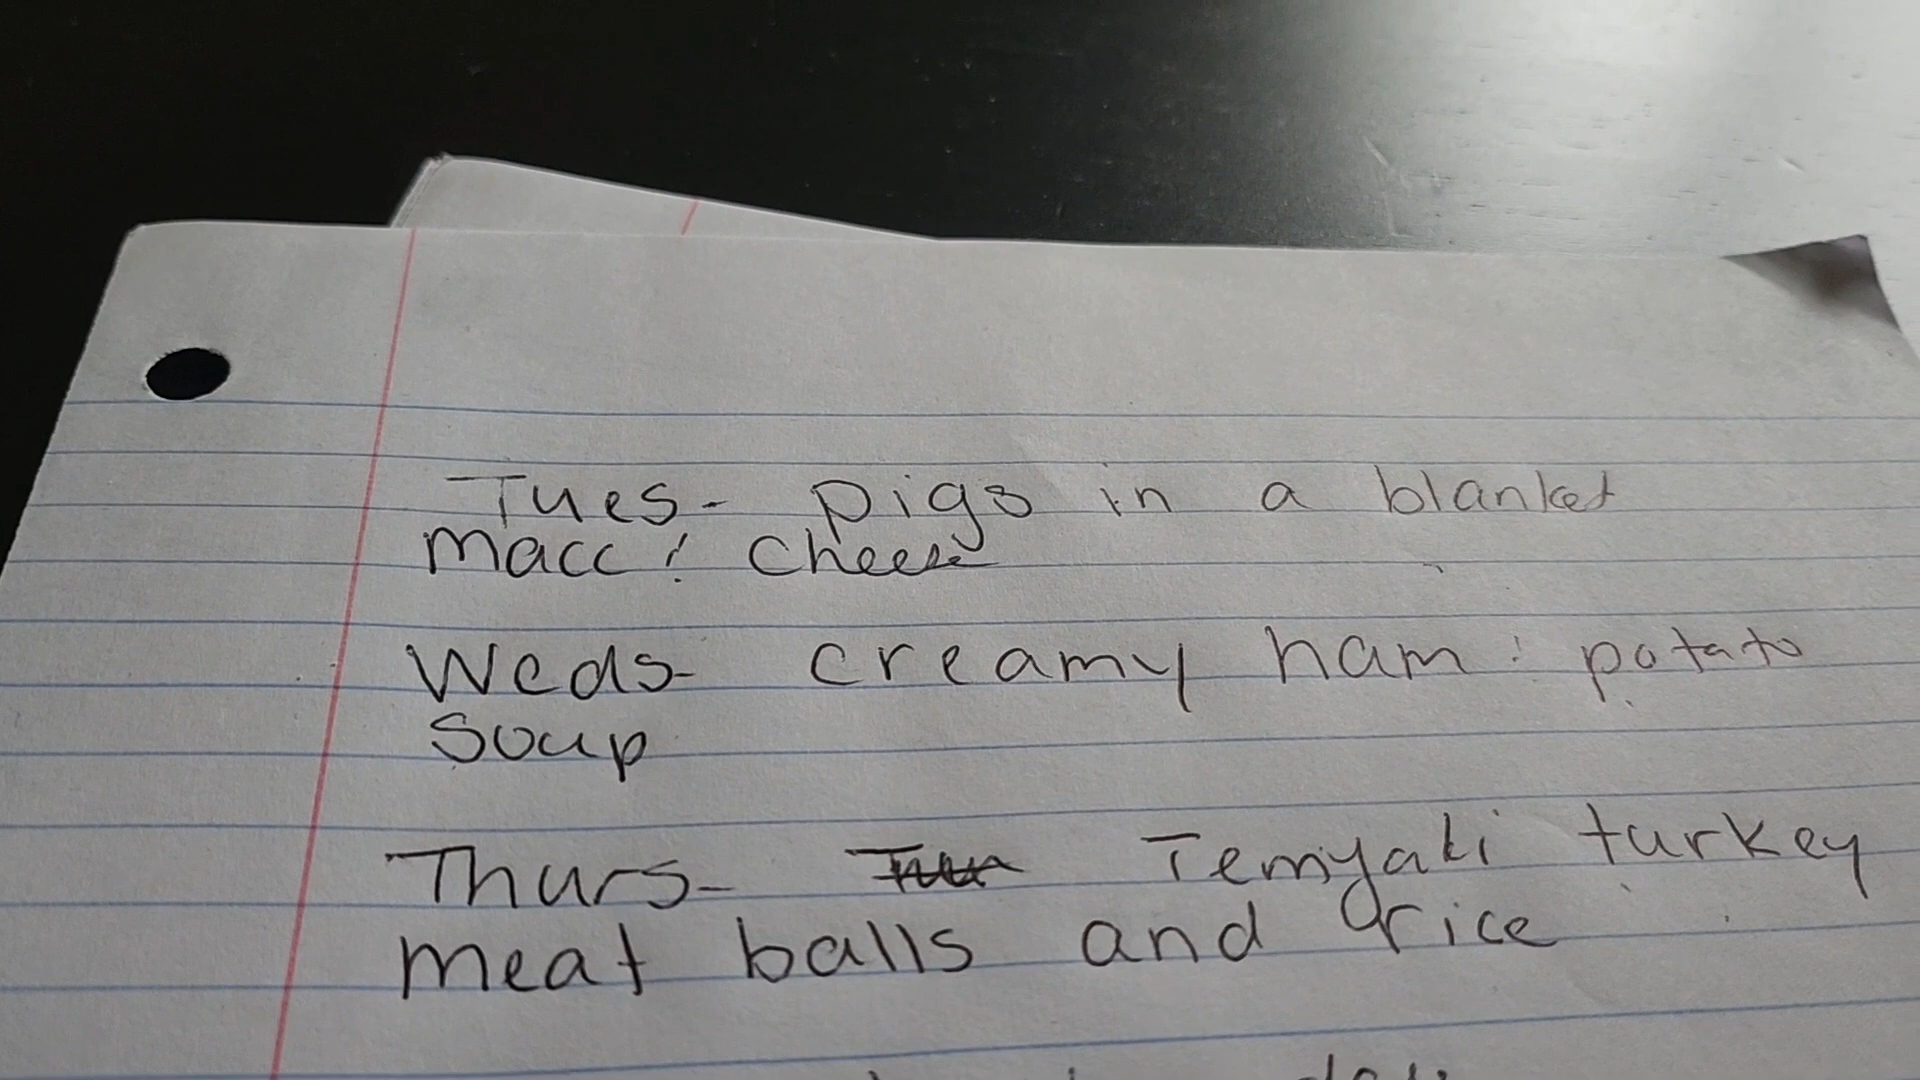 Tues- pigs in a blanket
macc & cheese
Weds- creamy ham & potato
soup
Thurs- Teriyaki turkey
meat balls and rice